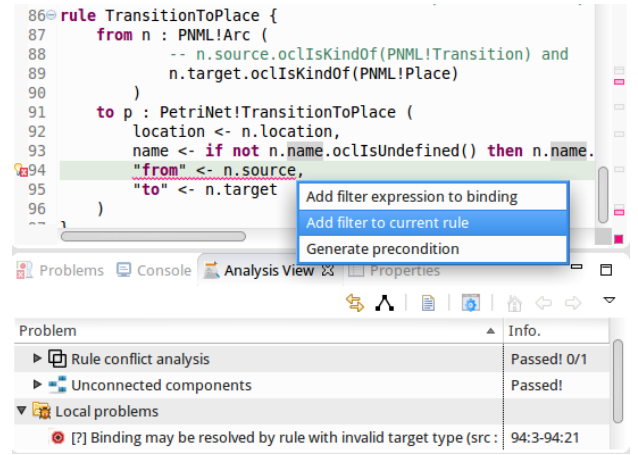 86 rule TransitionToPlace {
87 from n : PNML!Arc (
88 -- n.source.oclIsKindOf(PNML!Transition) and
89 n.target.oclIsKindOf(PNML!Place)
90 )
91 to p : PetriNet!TransitionToPlace (
92 location <- n.location,
93 name <- if not n.name.oclIsUndefined() then n.name.
94 "from" <- n.source,
95 "to" <- n.target
96 )
Add filter expression to binding
Add filter to current rule
Generate precondition
Problems Console Analysis View Properties
Problem Info.
Rule conflict analysis Passed! 0/1
Unconnected components Passed!
Local problems
[?] Binding may be resolved by rule with invalid target type (src : 94:3-94:21